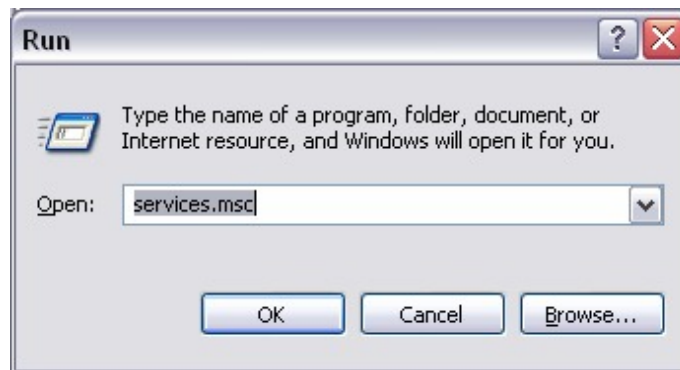 Run
Type the name of a program, folder, document, or
Internet resource, and Windows will open it for you.
Open: services.msc
OK Cancel Browse...